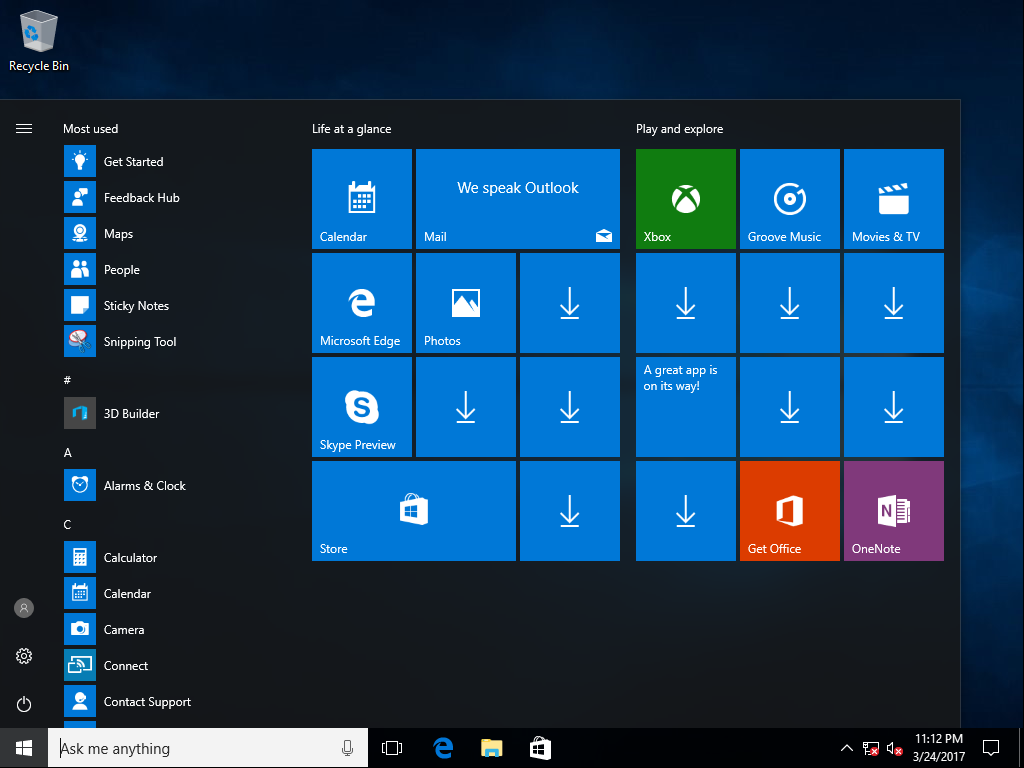 Recycle Bin
Most used
Get Started
Feedback Hub
Maps
People
Sticky Notes
Snipping Tool
#
3D Builder
A
Alarms & Clock
C
Calculator
Calendar
Camera
Connect
Contact Support
Life at a glance
Calendar
We speak Outlook
Mail
Microsoft Edge
Photos
Skype Preview
Store
Play and explore
Xbox
Groove Music
Movies & TV
A great app is
on its way!
Get Office
OneNote
Ask me anything
11:12 PM
3/24/2017